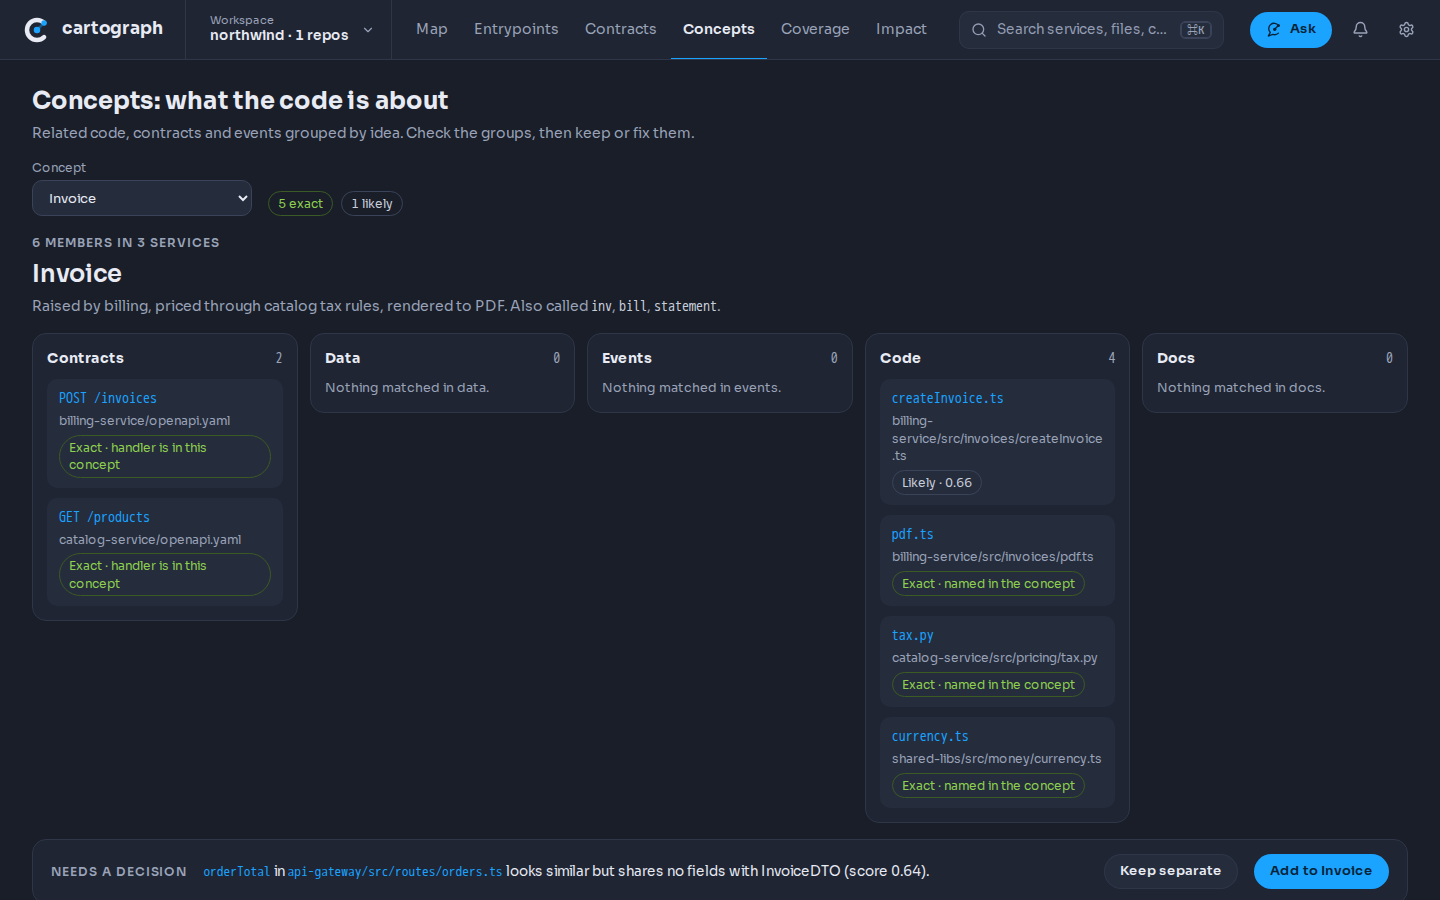 cartograph
Workspace
northwind · 1 repos
Map
Entrypoints
Contracts
Concepts
Coverage
Impact
Search services, files, c...
⌘K
Ask
Concepts: what the code is about
Related code, contracts and events grouped by idea. Check the groups, then keep or fix them.
Concept
Invoice
5 exact
1 likely
6 MEMBERS IN 3 SERVICES
Invoice
Raised by billing, priced through catalog tax rules, rendered to PDF. Also called inv, bill, statement.
Contracts
2
POST /invoices
billing-service/openapi.yaml
Exact · handler is in this
concept
GET /products
catalog-service/openapi.yaml
Exact · handler is in this
concept
Data
0
Nothing matched in data.
Events
0
Nothing matched in events.
Code
4
createInvoice.ts
billing-
service/src/invoices/createInvoice
.ts
Likely · 0.66
pdf.ts
billing-service/src/invoices/pdf.ts
Exact · named in the concept
tax.py
catalog-service/src/pricing/tax.py
Exact · named in the concept
currency.ts
shared-libs/src/money/currency.ts
Exact · named in the concept
Docs
0
Nothing matched in docs.
NEEDS A DECISION
orderTotal in api-gateway/src/routes/orders.ts looks similar but shares no fields with InvoiceDTO (score 0.64).
Keep separate
Add to Invoice